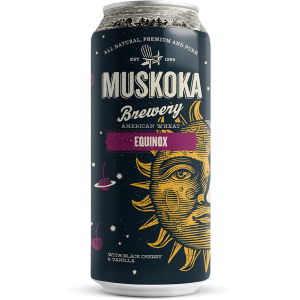 ALL NATURAL, PREMIUM AND PURE
EST 1996
MUSKOKA
Brewery
AMERICAN WHEAT
EQUINOX
WITH BLACK CHERRY
& VANILLA